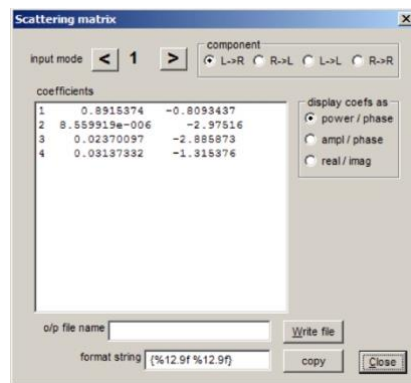 Scattering matrix
input mode < 1 >
component
L->R R->L L->L R->R
coefficients
1 0.8915374 -0.8093437
2 8.559919e-006 -2.97516
3 0.02370097 -2.885873
4 0.03137332 -1.315376
display coefs as
power / phase
ampl / phase
real / imag
o/p file name
Write file
format string {%12.9f %12.9f}
copy
Close